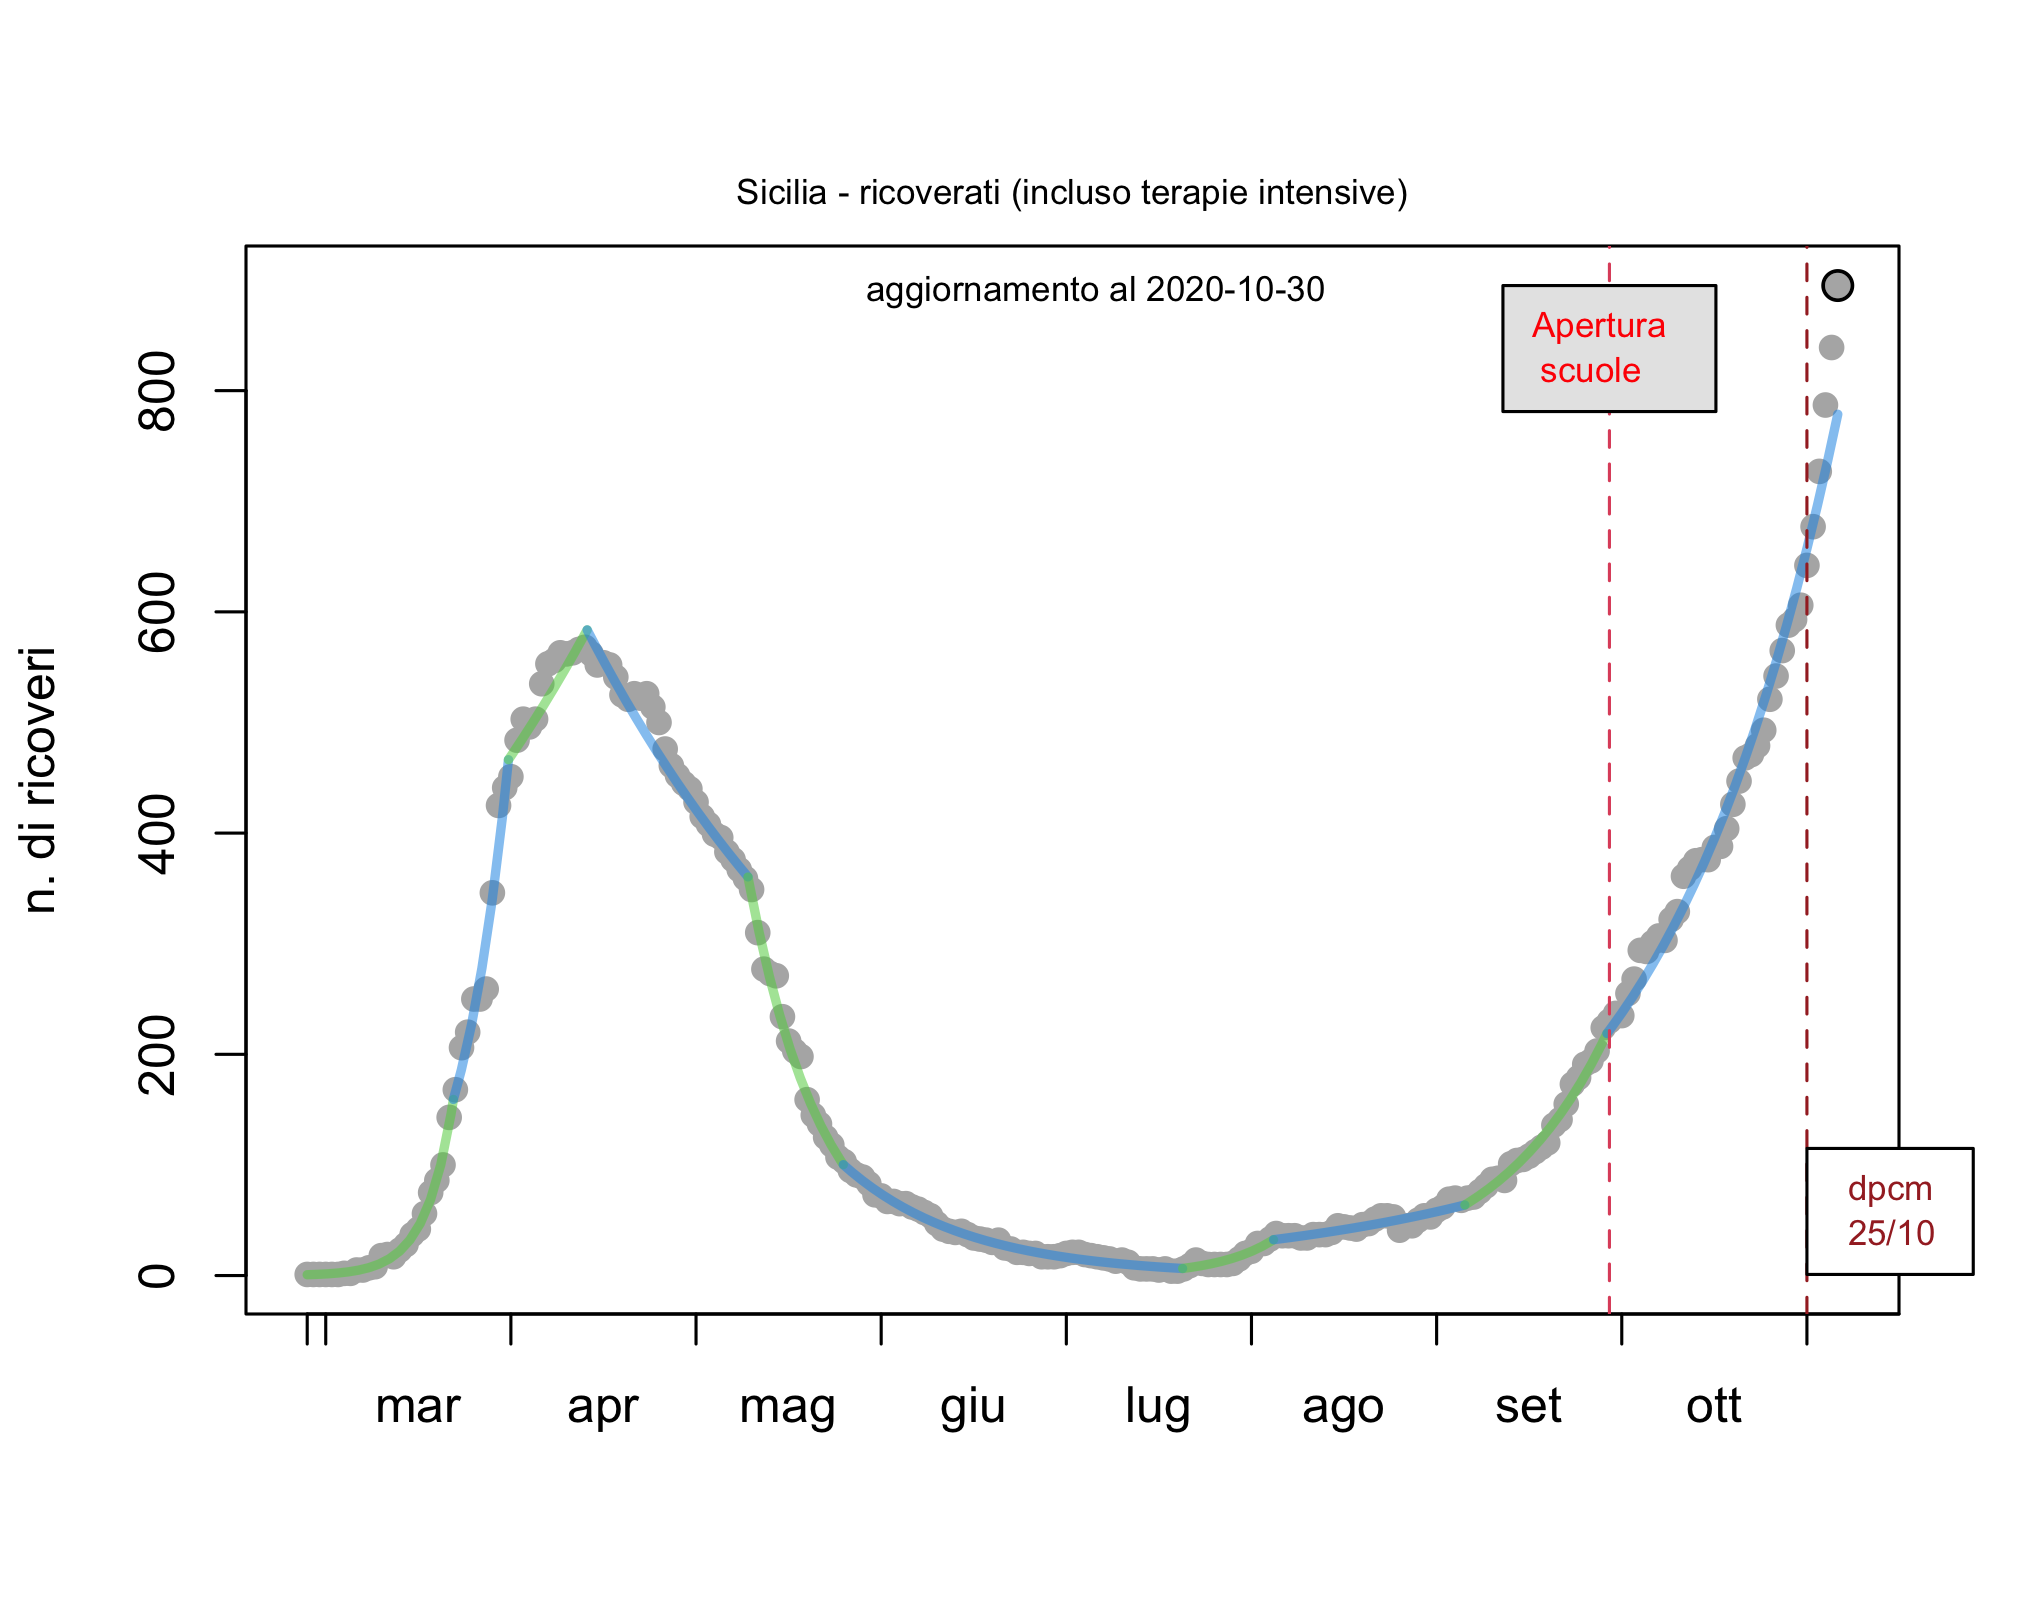 Sicilia - ricoverati (incluso terapie intensive)
aggiornamento al 2020-10-30
Apertura
scuole
n. di ricoveri
800
600
400
200
0
dpcm
25/10
mar apr mag giu lug ago set ott